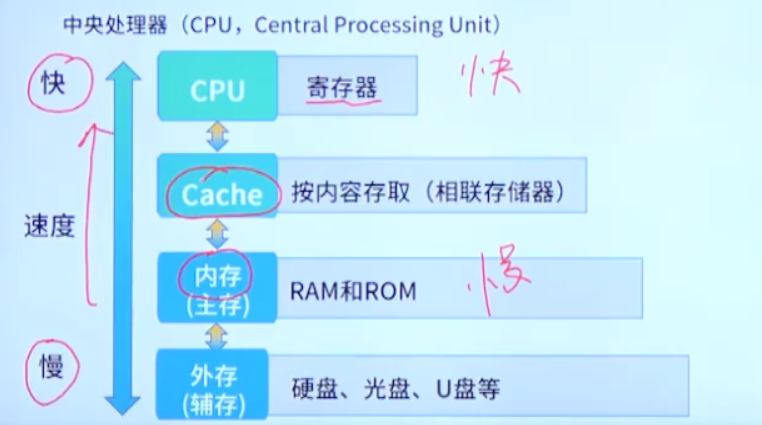 中央处理器（CPU，Central Processing Unit）
快
CPU
寄存器
快
Cache
按内容存取（相联存储器）
速度
内存
(主存)
RAM和ROM
慢
慢
外存
(辅存)
硬盘、光盘、U盘等